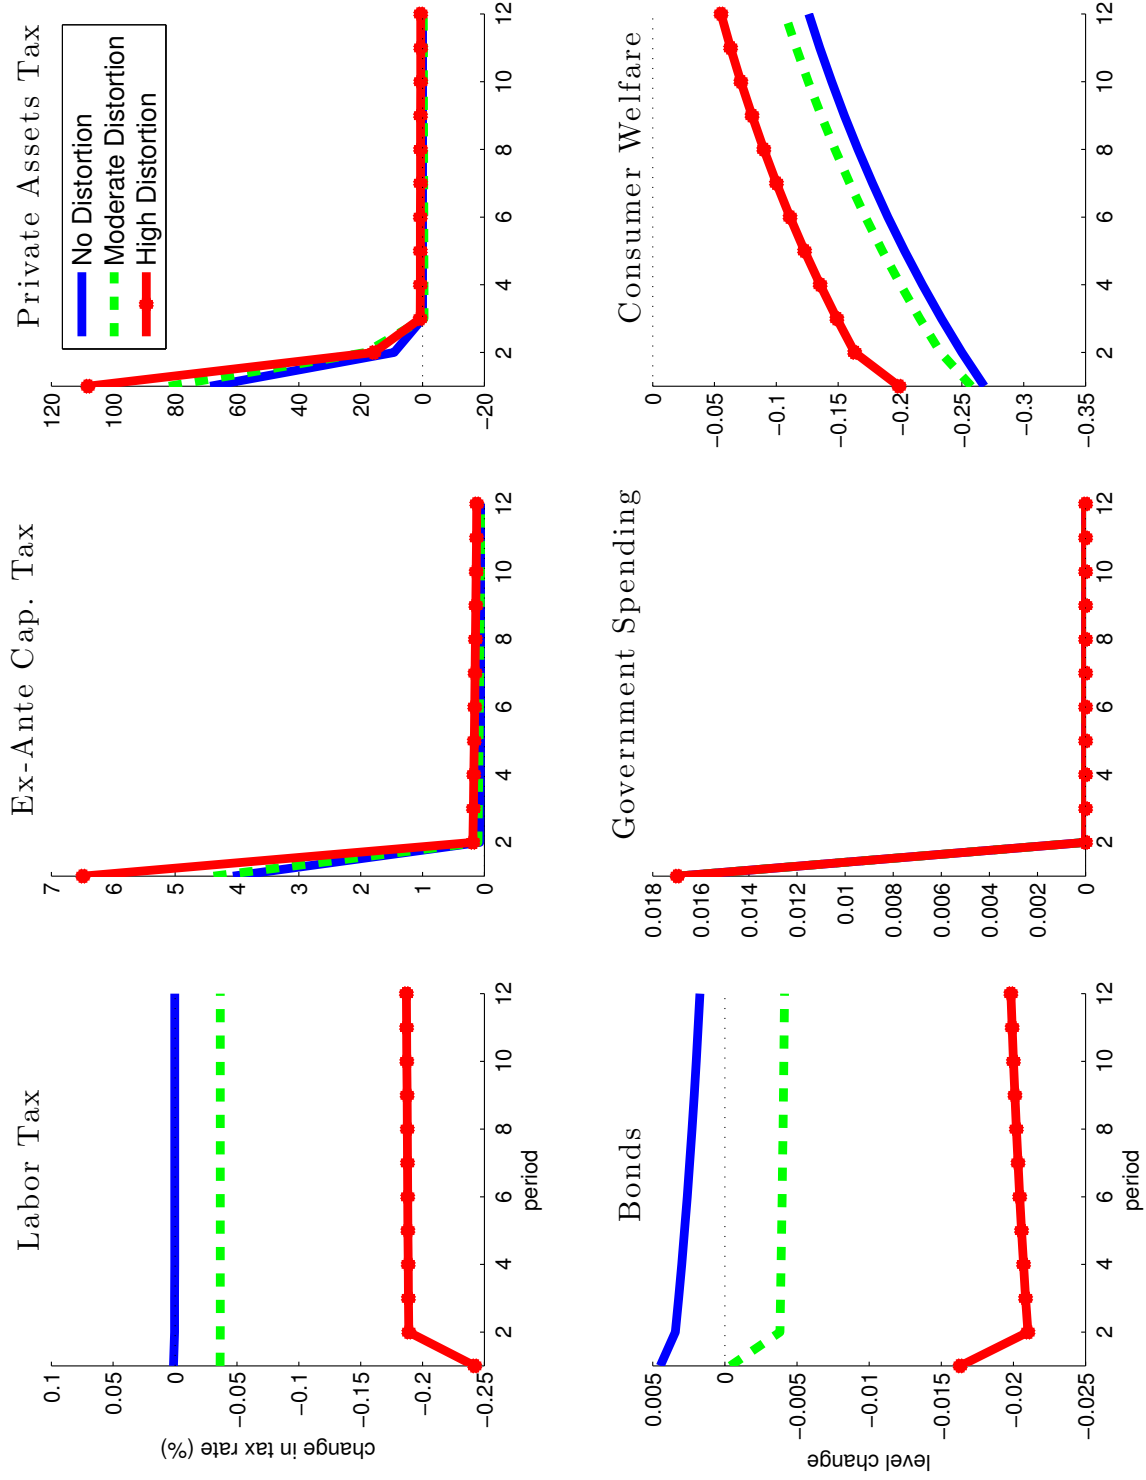 Labor Tax
change in tax rate (%)
0.1
0.05
0
−0.05
−0.1
−0.15
−0.2
−0.25
2 4 6 8 10 12
period
Ex-Ante Cap. Tax
7
6
5
4
3
2
1
0
2 4 6 8 10 12
Private Assets Tax
120
100
80
60
40
20
0
−20
2 4 6 8 10 12
No Distortion
Moderate Distortion
High Distortion
Bonds
level change
0.005
0
−0.005
−0.01
−0.015
−0.02
−0.025
2 4 6 8 10 12
period
Government Spending
0.018
0.016
0.014
0.012
0.01
0.008
0.006
0.004
0.002
0
2 4 6 8 10 12
Consumer Welfare
0
−0.05
−0.1
−0.15
−0.2
−0.25
−0.3
−0.35
2 4 6 8 10 12